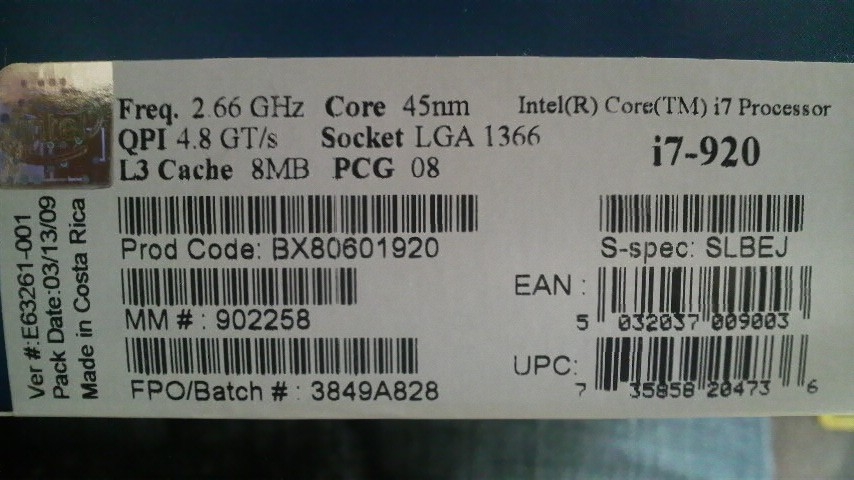 Freq. 2.66 GHz Core 45nm
QPI 4.8 GT/s Socket LGA 1366
L3 Cache 8MB PCG 08
Intel(R) Core(TM) i7 Processor
i7-920
Prod Code: BX80601920
S-spec: SLBEJ
MM # : 902258
EAN :
5 032037 009003
FPO/Batch # : 3849A828
UPC:
7 35858 20473 6
Ver #:E63261-001
Pack Date:03/13/09
Made in Costa Rica